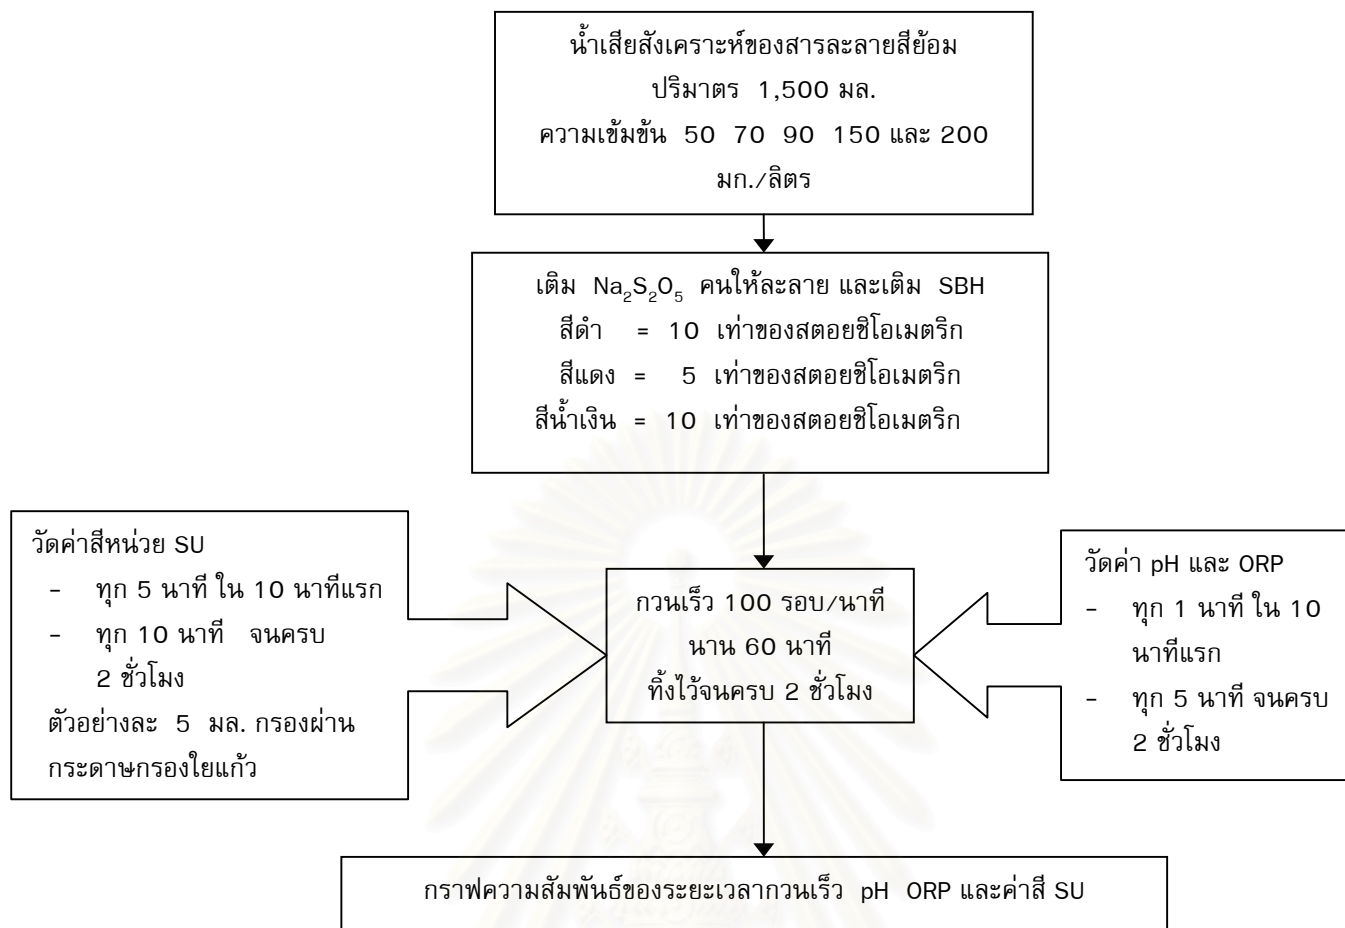 น้ำเสียสังเคราะห์ของสารละลายสีย้อม
ปริมาตร 1,500 มล.
ความเข้มข้น 50 70 90 150 และ 200
มก./ลิตร
เติม Na₂S₂O₅ คนให้ละลาย และเติม SBH
สีดำ = 10 เท่าของสตอยชิโอเมตริก
สีแดง = 5 เท่าของสตอยชิโอเมตริก
สีน้ำเงิน = 10 เท่าของสตอยชิโอเมตริก
วัดค่าสีหน่วย SU
- ทุก 5 นาที ใน 10 นาทีแรก
- ทุก 10 นาที จนครบ
2 ชั่วโมง
ตัวอย่างละ 5 มล. กรองผ่าน
กระดาษกรองใยแก้ว
กวนเร็ว 100 รอบ/นาที
นาน 60 นาที
ทิ้งไว้จนครบ 2 ชั่วโมง
วัดค่า pH และ ORP
- ทุก 1 นาที ใน 10
นาทีแรก
- ทุก 5 นาที จนครบ
2 ชั่วโมง
กราฟความสัมพันธ์ของระยะเวลากวนเร็ว pH ORP และค่าสี SU